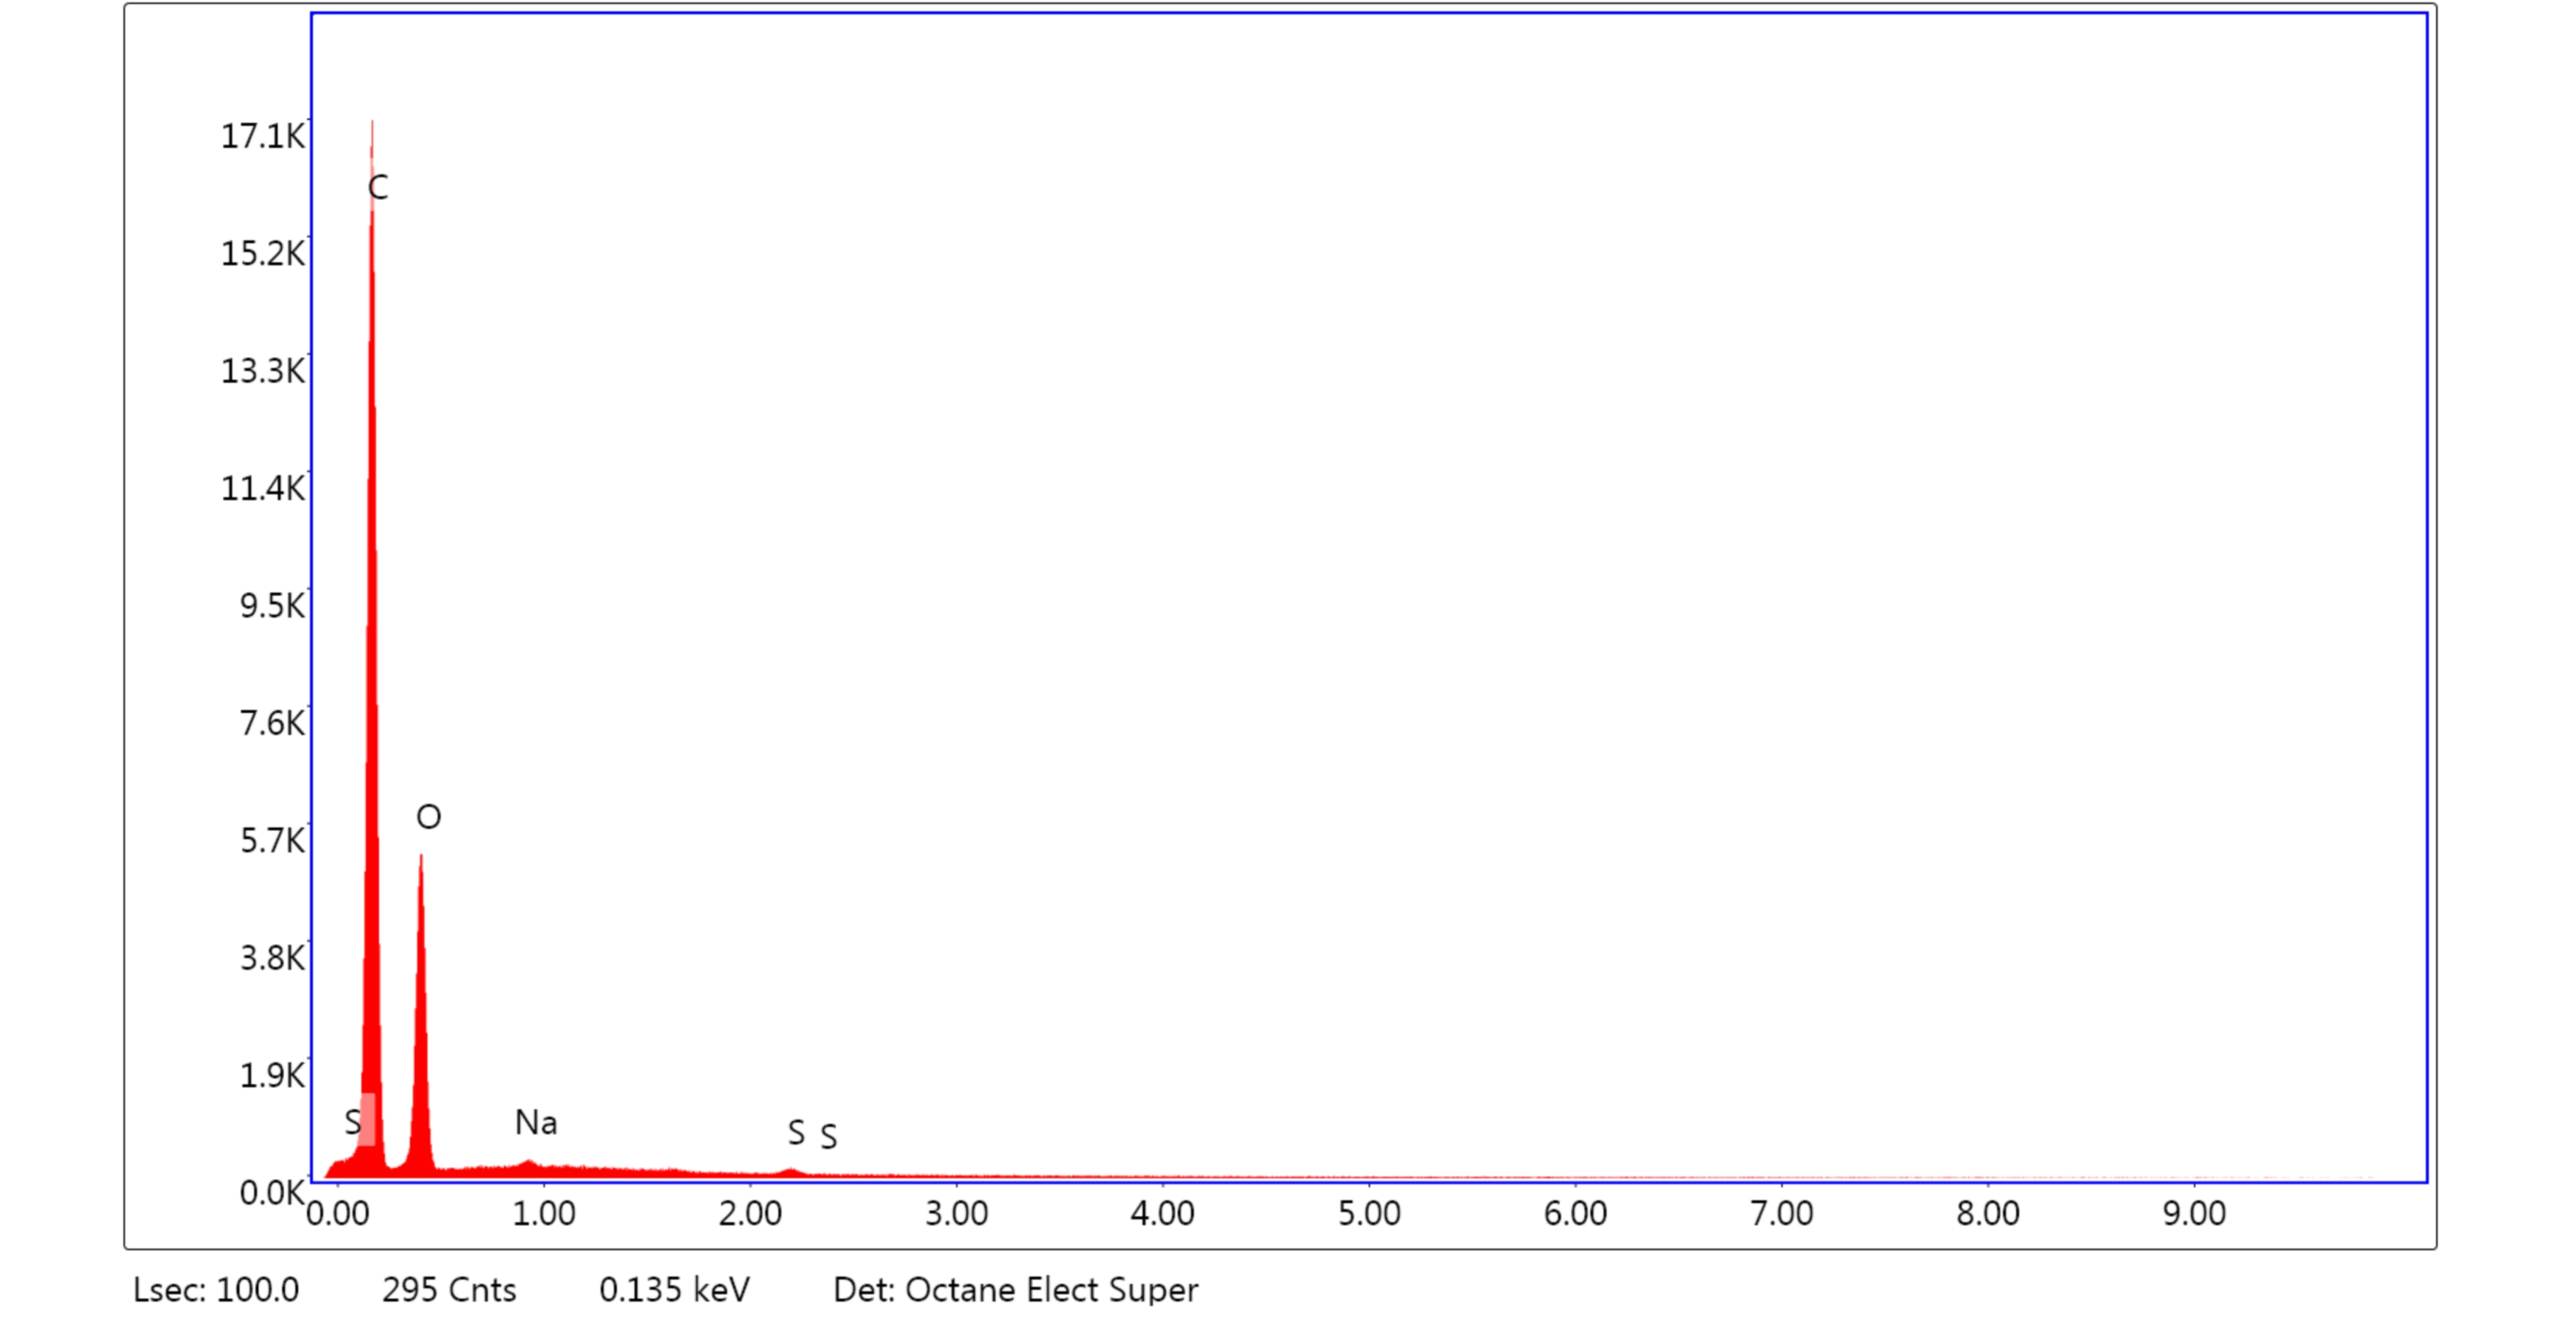 17.1K
C
15.2K
13.3K
11.4K
9.5K
7.6K
O
5.7K
3.8K
1.9K
S Na S S
0.0K
0.00 1.00 2.00 3.00 4.00 5.00 6.00 7.00 8.00 9.00
Lsec: 100.0 295 Cnts 0.135 keV Det: Octane Elect Super